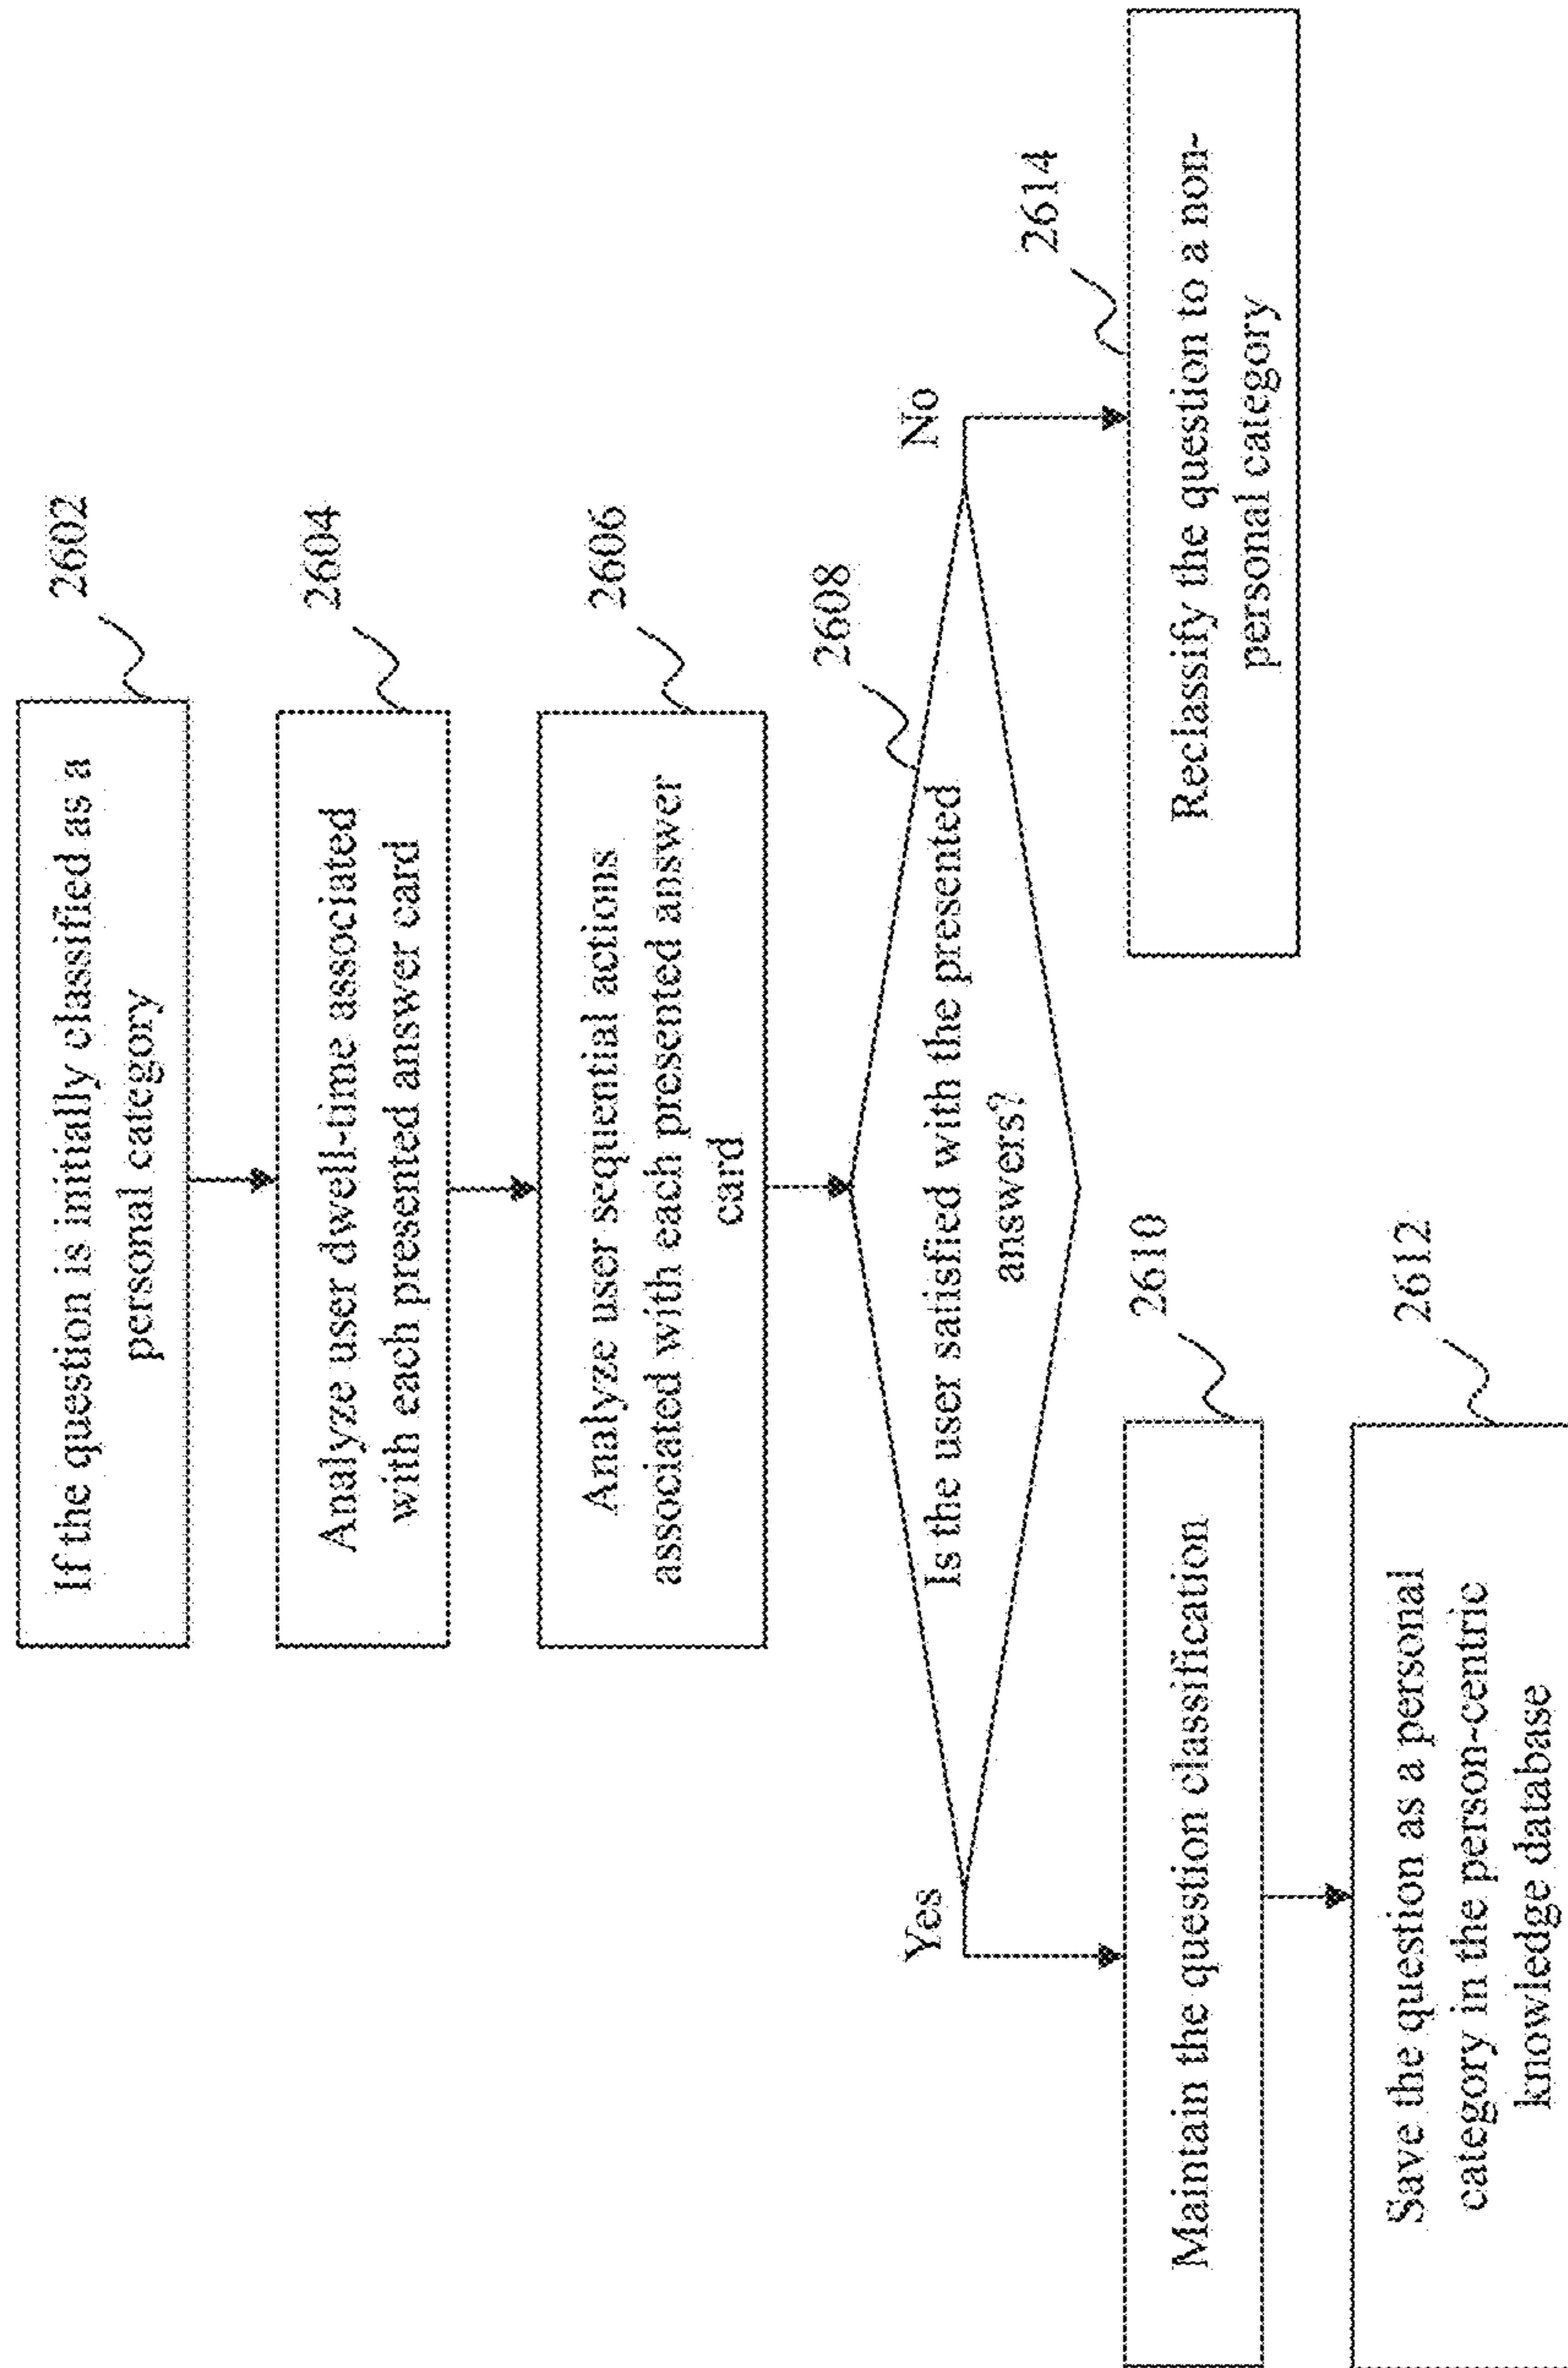 If the question is initially classified as a
personal category
2602
Analyze user dwell-time associated
with each presented answer card
2604
Analyze user sequential actions
associated with each presented answer
card
2606
Is the user satisfied with the presented
answers?
2608
Yes
No
Maintain the question classification
2610
Save the question as a personal
category in the person-centric
knowledge database
2612
Reclassify the question to a non-
personal category
2614